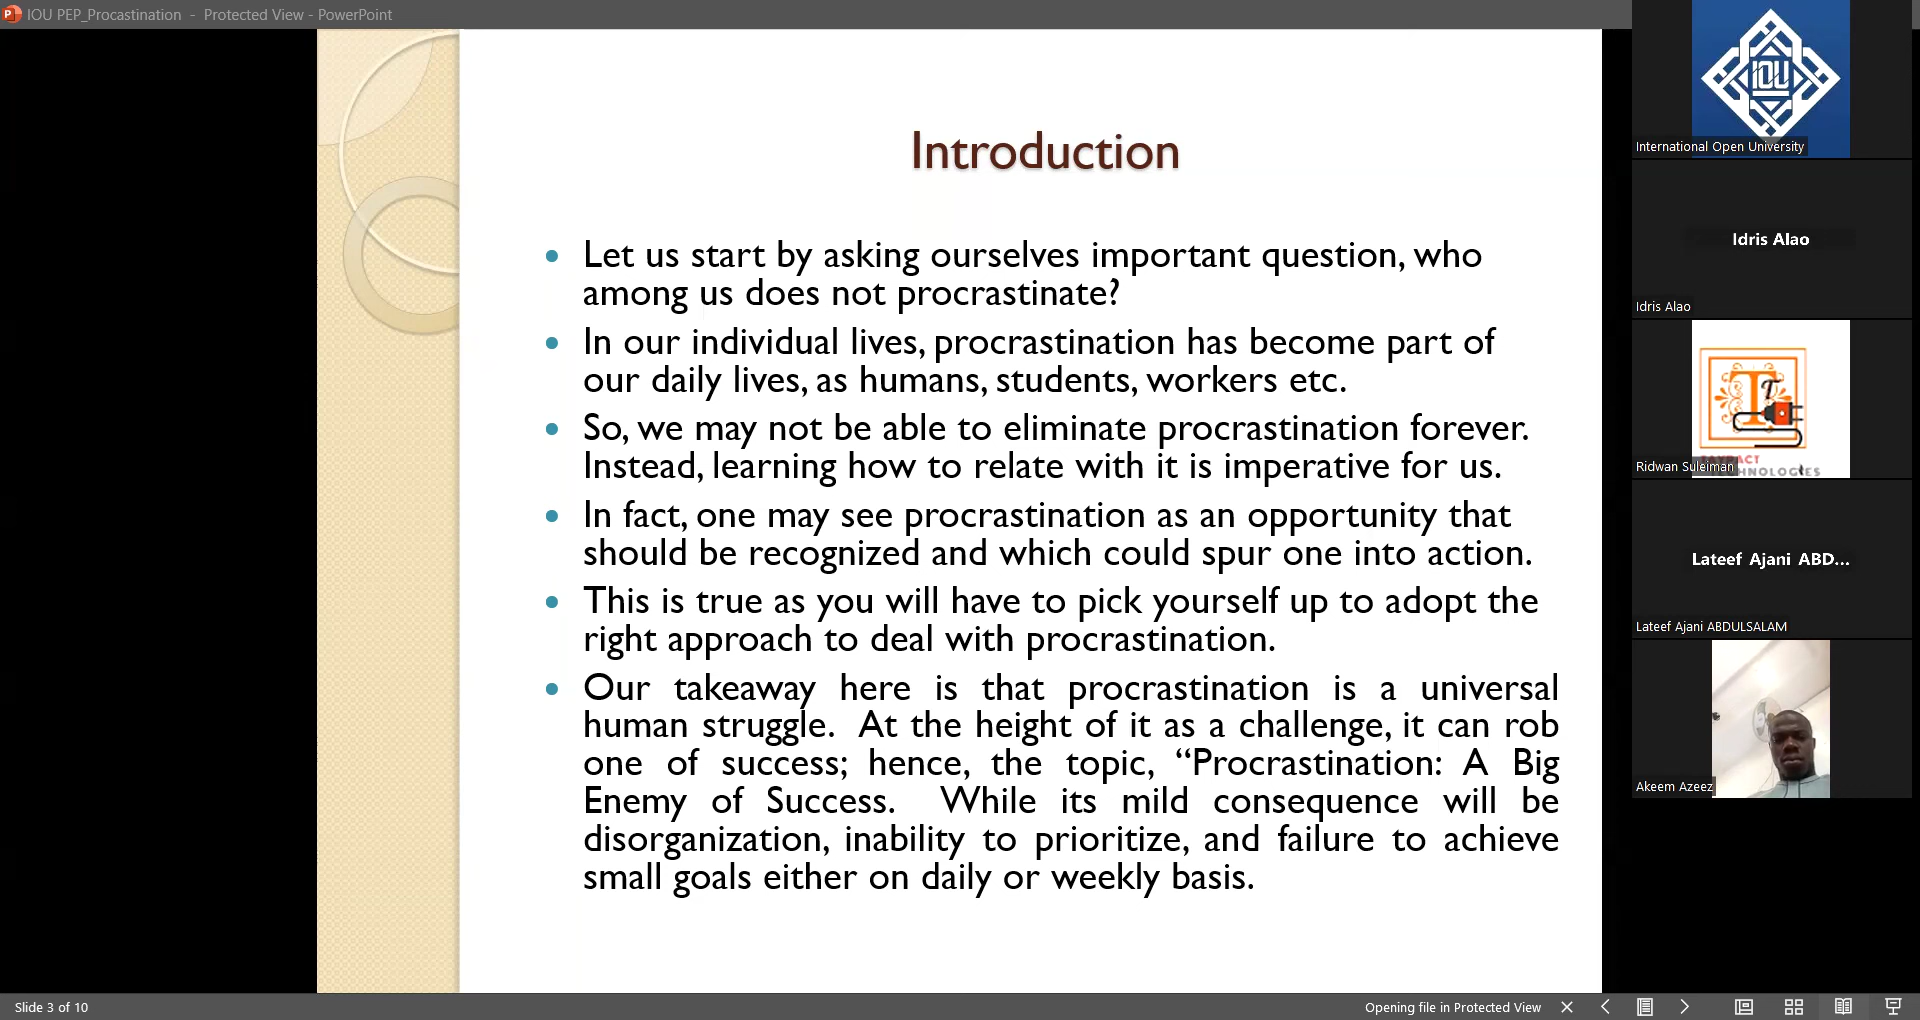 IOU PEP_Procastination - Protected View - PowerPoint
Introduction
• Let us start by asking ourselves important question, who
among us does not procrastinate?
• In our individual lives, procrastination has become part of
our daily lives, as humans, students, workers etc.
• So, we may not be able to eliminate procrastination forever.
Instead, learning how to relate with it is imperative for us.
• In fact, one may see procrastination as an opportunity that
should be recognized and which could spur one into action.
• This is true as you will have to pick yourself up to adopt the
right approach to deal with procrastination.
• Our takeaway here is that procrastination is a universal
human struggle. At the height of it as a challenge, it can rob
one of success; hence, the topic, “Procrastination: A Big
Enemy of Success. While its mild consequence will be
disorganization, inability to prioritize, and failure to achieve
small goals either on daily or weekly basis.
IOU
International Open University
Idris Alao
Idris Alao
Ridwan Suleiman
Lateef Ajani ABD...
Lateef Ajani ABDULSALAM
Akeem Azeez
Slide 3 of 10
Opening file in Protected View